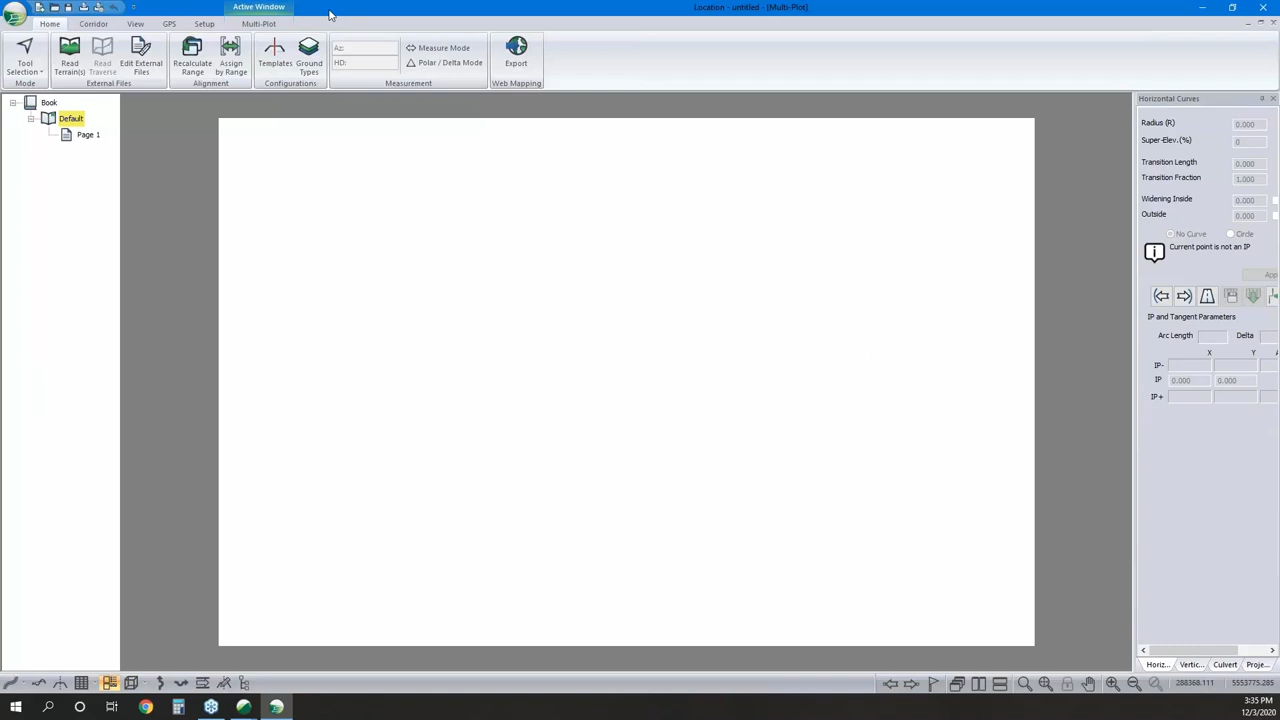 Active Window
Location - untitled - [Multi-Plot]
Home
Corridor
View
GPS
Setup
Multi-Plot
Tool
Selection
Mode
Read
Terrain(s)
Read
Traverse
Edit External
Files
External Files
Recalculate
Range
Assign
by Range
Alignment
Templates
Ground
Types
Configurations
Az:
HD:
Measure Mode
Polar / Delta Mode
Measurement
Export
Web Mapping
Book
Default
Page 1
Horizontal Curves
Radius (R)
0.000
Super-Elev.(%)
0
Transition Length
0.000
Transition Fraction
1.000
Widening Inside
0.000
Outside
0.000
No Curve
Circle
Current point is not an IP
App
IP and Tangent Parameters
Arc Length
Delta
X
Y
A
IP-
IP
0.000
0.000
IP+
Horiz...
Vertic...
Culvert
Proje...
288368.111
5553775.285
3:35 PM
12/3/2020